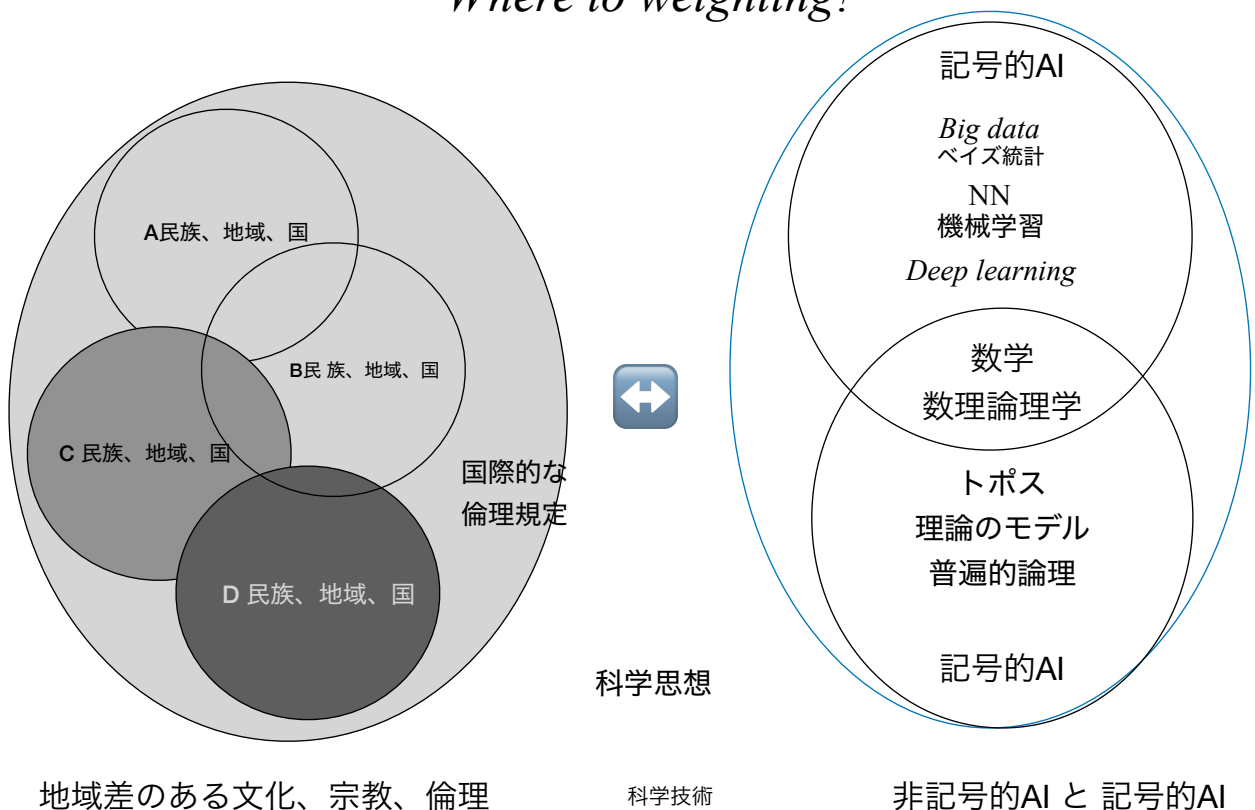 Where to weighting?
記号的AI
Big data
ベイズ統計
NN
機械学習
Deep learning
数学
数理論理学
トポス
理論のモデル
普遍的論理
記号的AI
A民族、地域、国
B民 族、地域、国
C 民族、地域、国
国際的な
倫理規定
D 民族、地域、国
科学思想
地域差のある文化、宗教、倫理
科学技術
非記号的AI と 記号的AI